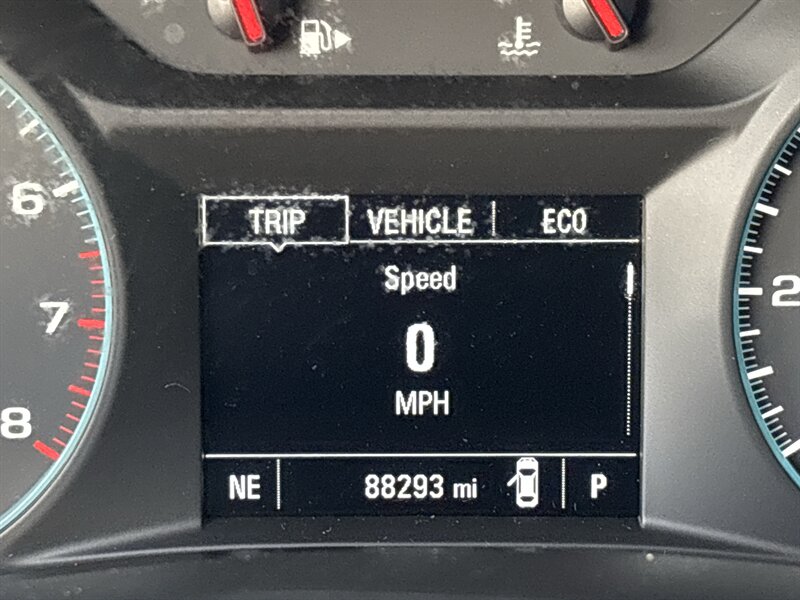 6
7
8
2
TRIP VEHICLE ECO
Speed
0
MPH
NE 88293 mi P